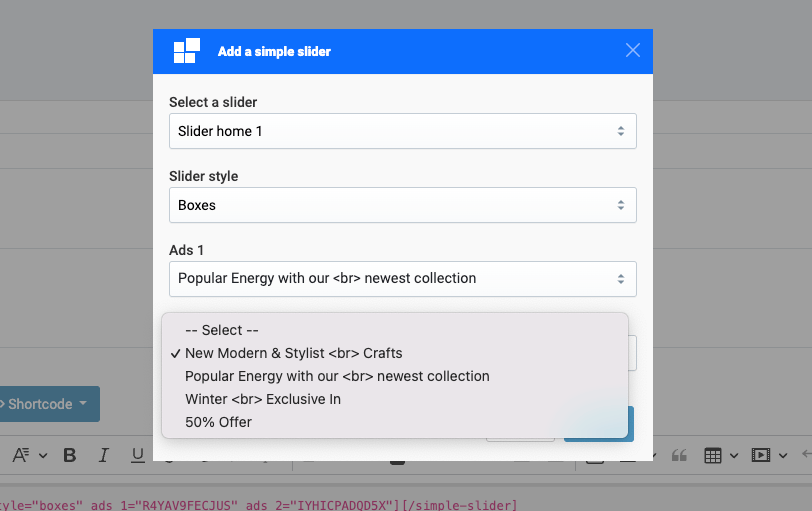 Add a simple slider
Select a slider
Slider home 1
Slider style
Boxes
Ads 1
Popular Energy with our <br> newest collection
-- Select --
✓ New Modern & Stylist <br> Crafts
Popular Energy with our <br> newest collection
Winter <br> Exclusive In
50% Offer
Shortcode
B I U
tyle="boxes" ads_1="R4YAV9FECJUS" ads_2="IYHICPADQD5X"][/simple-slider]